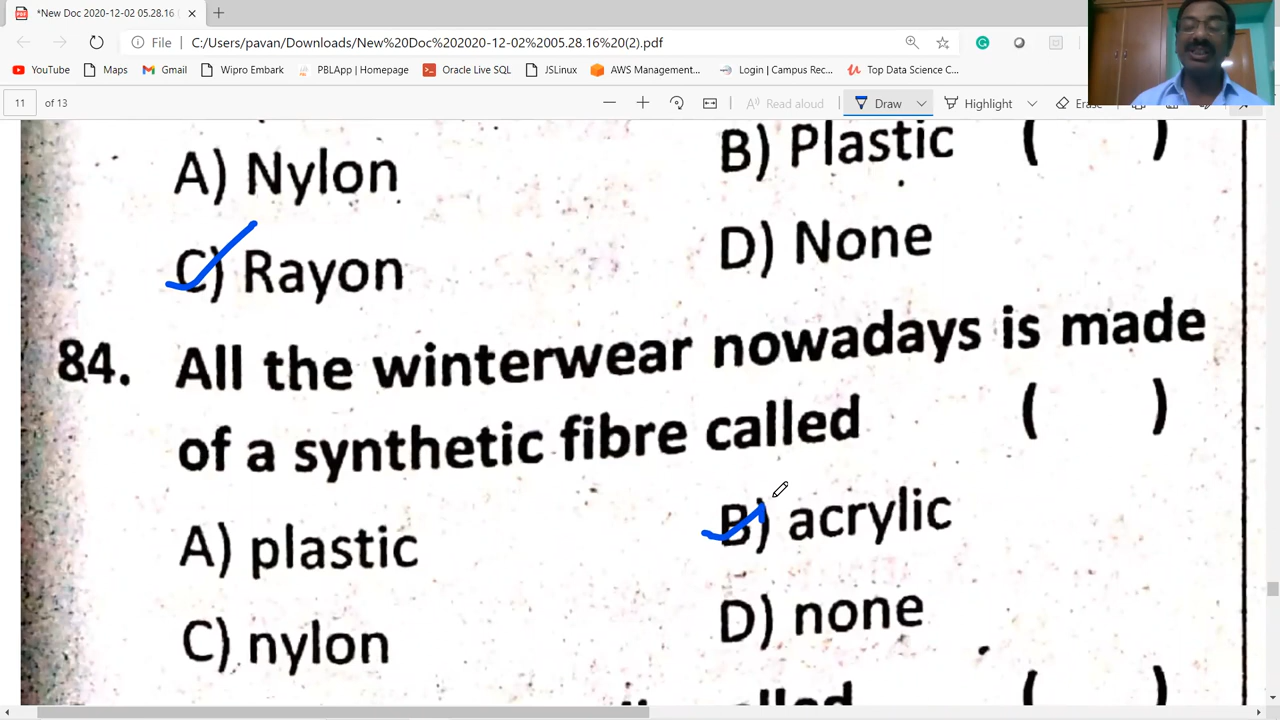 *New Doc 2020-12-02 05.28.16
File C:/Users/pavan/Downloads/New%20Doc%202020-12-02%2005.28.16%20(2).pdf
YouTube Maps Gmail Wipro Embark PBLApp | Homepage Oracle Live SQL JSLinux AWS Management... Login | Campus Rec... Top Data Science C...
11 of 13 Read aloud Draw Highlight
A) Nylon B) Plastic ( )
C) Rayon D) None
84. All the winterwear nowadays is made
of a synthetic fibre called ( )
A) plastic B) acrylic
C) nylon D) none
( )